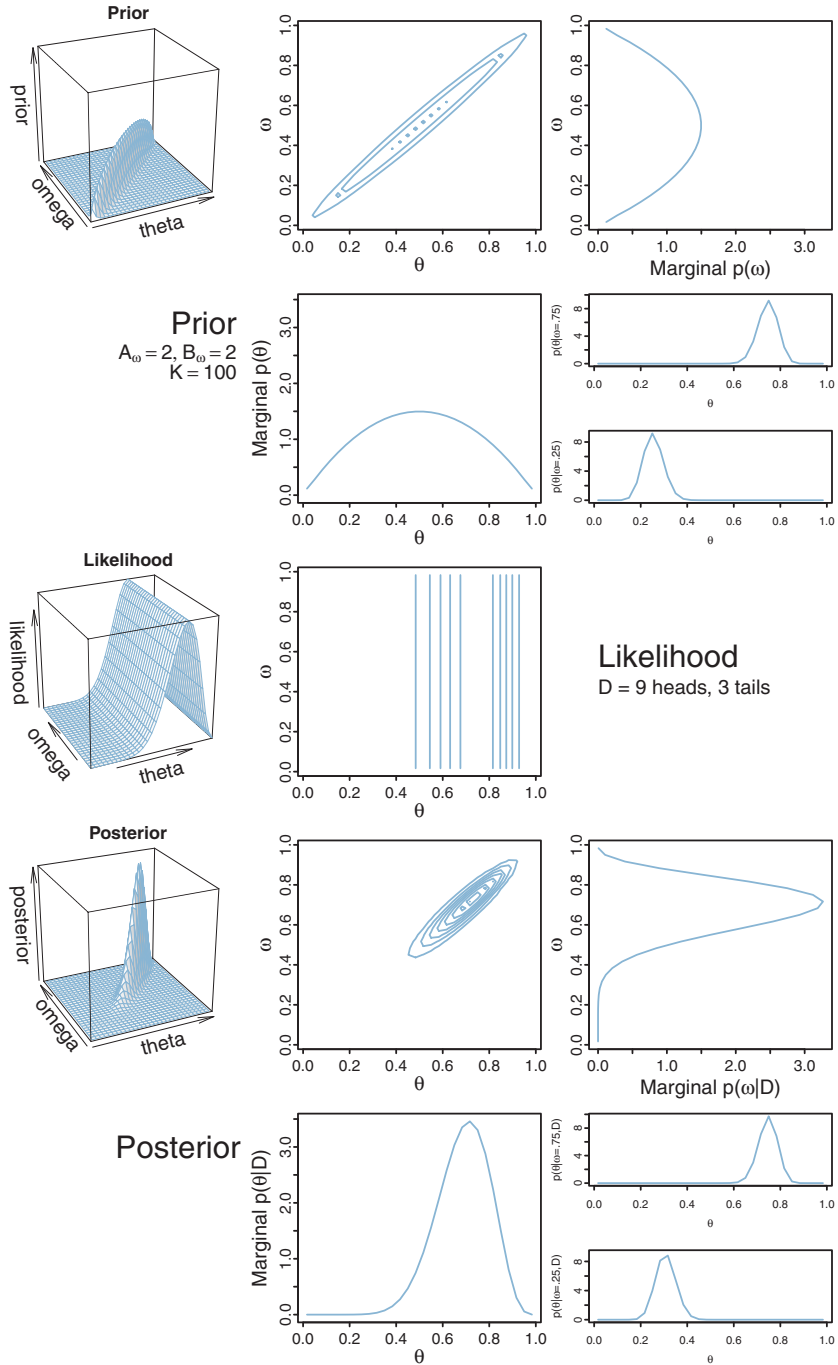 Prior
prior
omega
theta
ω
0.0 0.2 0.4 0.6 0.8 1.0
0.0 0.2 0.4 0.6 0.8 1.0
θ
ω
0.0 0.2 0.4 0.6 0.8 1.0
0.0 1.0 2.0 3.0
Marginal p(ω)
Prior
Aω = 2, Bω = 2
K = 100
Marginal p(θ)
0.0 1.0 2.0 3.0
0.0 0.2 0.4 0.6 0.8 1.0
θ
p(θ|ω=.75)
0 4 8
0.0 0.2 0.4 0.6 0.8 1.0
θ
p(θ|ω=.25)
0 4 8
0.0 0.2 0.4 0.6 0.8 1.0
θ
Likelihood
likelihood
omega
theta
ω
0.0 0.2 0.4 0.6 0.8 1.0
0.0 0.2 0.4 0.6 0.8 1.0
θ
Likelihood
D = 9 heads, 3 tails
Posterior
posterior
omega
theta
ω
0.0 0.2 0.4 0.6 0.8 1.0
0.0 0.2 0.4 0.6 0.8 1.0
θ
ω
0.0 0.2 0.4 0.6 0.8 1.0
0.0 1.0 2.0 3.0
Marginal p(ω|D)
Posterior
Marginal p(θ|D)
0.0 1.0 2.0 3.0
0.0 0.2 0.4 0.6 0.8 1.0
θ
p(θ|ω=.75,D)
0 4 8
0.0 0.2 0.4 0.6 0.8 1.0
θ
p(θ|ω=.25,D)
0 4 8
0.0 0.2 0.4 0.6 0.8 1.0
θ